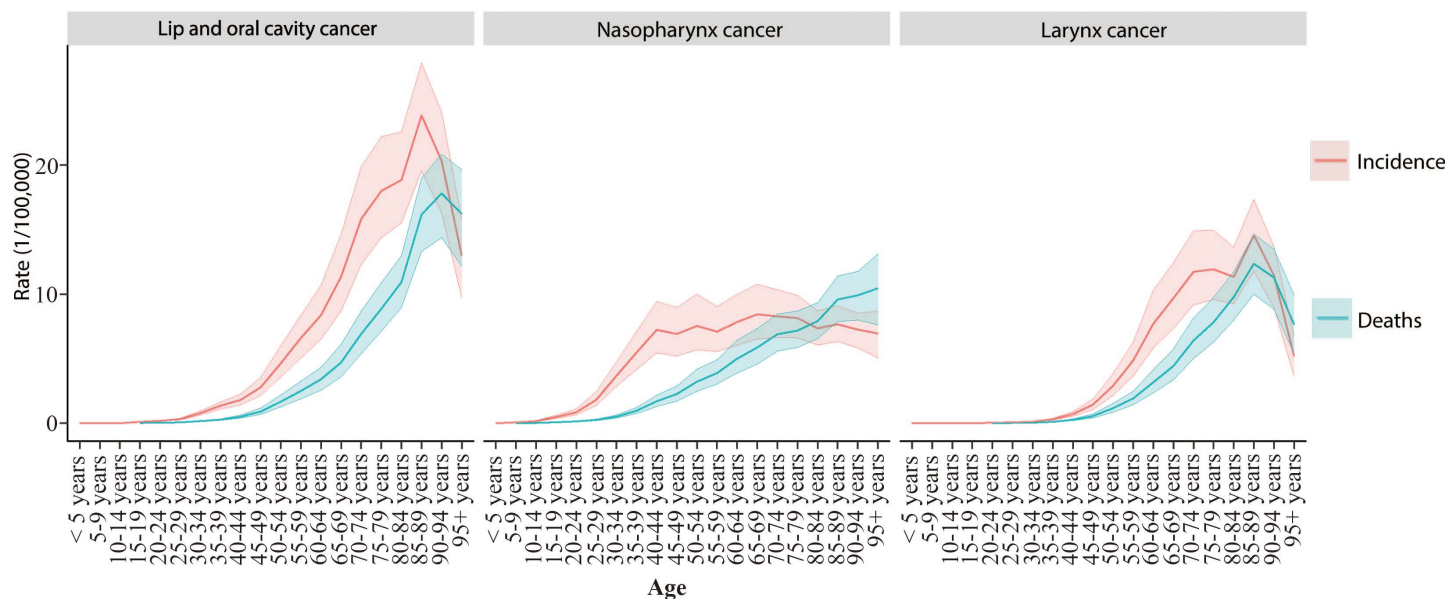 Lip and oral cavity cancer
Nasopharynx cancer
Larynx cancer
Rate (1/100,000)
20
10
0
< 5 years
5-9 years
10-14 years
15-19 years
20-24 years
25-29 years
30-34 years
35-39 years
40-44 years
45-49 years
50-54 years
55-59 years
60-64 years
65-69 years
70-74 years
75-79 years
80-84 years
85-89 years
90-94 years
95+ years
< 5 years
5-9 years
10-14 years
15-19 years
20-24 years
25-29 years
30-34 years
35-39 years
40-444 years
45-49 years
50-54 years
55-59 years
60-64 years
65-69 years
70-74 years
75-79 years
80-84 years
85-89 years
90-94 years
95+ years
< 5 years
5-9 years
10-14 years
15-19 years
20-24 years
25-29 years
30-34 years
35-39 years
40-44 years
45-49 years
50-54 years
55-59 years
60-64 years
65-69 years
70-74 years
75-79 years
80-84 years
85-89 years
90-94 years
95+ years
Age
Incidence
Deaths